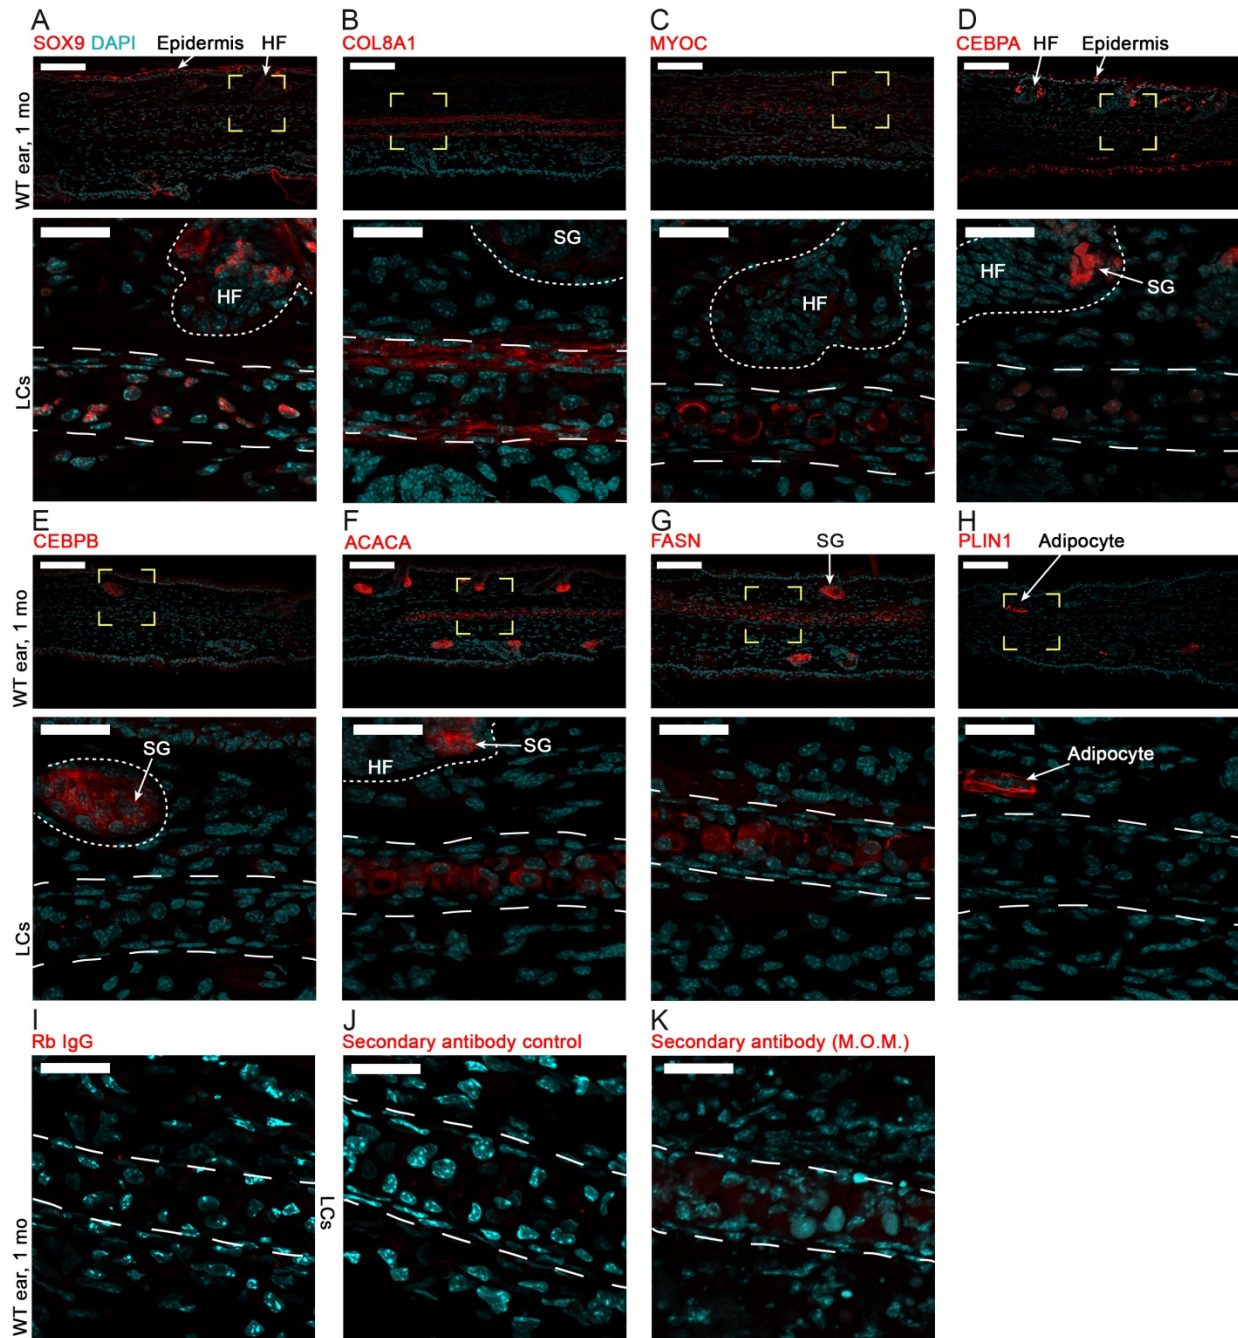 A
SOX9 DAPI Epidermis HF
B
COL8A1
C
MYOC
D
CEBPA HF Epidermis
WT ear, 1 mo
LCs
HF
SG
HF
HF
SG
E
CEBPB
F
ACACA
G
FASN SG
H
PLIN1 Adipocyte
WT ear, 1 mo
LCs
SG
HF
SG
Adipocyte
I
Rb IgG
J
Secondary antibody control
K
Secondary antibody (M.O.M.)
WT ear, 1 mo
LCs